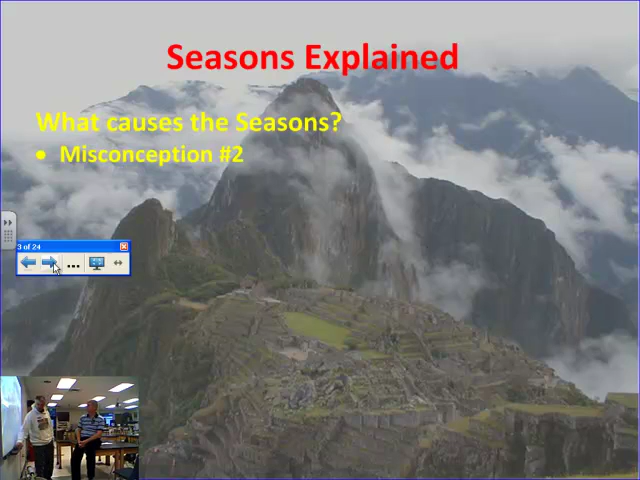 Seasons Explained
What causes the Seasons?
• Misconception #2
3 of 24
...